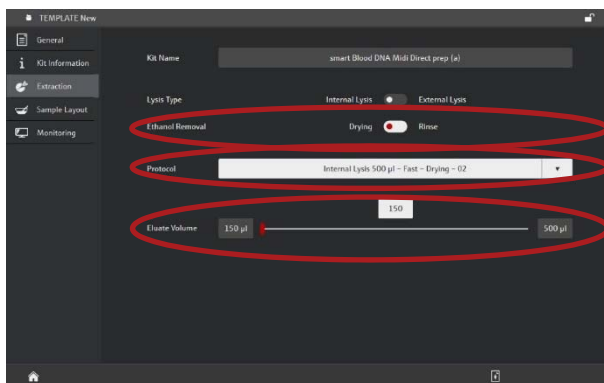 TEMPLATE New
General
Kit Information
Extraction
Sample Layout
Monitoring
Kit Name smart Blood DNA Midi Direct prep (a)
Lysis Type Internal Lysis External Lysis
Ethanol Removal Drying Rinse
Protocol Internal Lysis 500 µl – Fast – Drying – 02
150
Eluate Volume 150 µl 500 µl